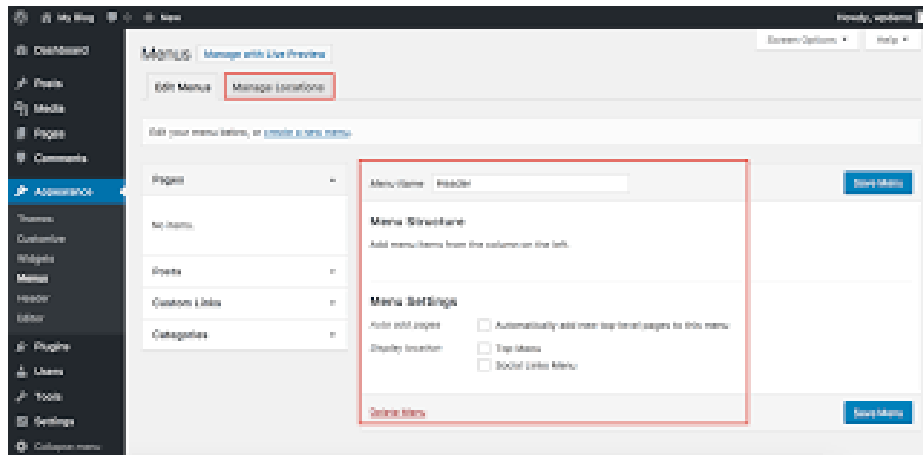 My Blog
New
Howdy, wpdemo
Dashboard
Posts
Media
Pages
Comments
Appearance
Themes
Customize
Widgets
Menus
Header
Editor
Plugins
Users
Tools
Settings
Collapse menu
Screen Options
Help
Menus Manage with Live Preview
Edit Menus Manage Locations
Edit your menu below, or create a new menu.
Pages
No items.
Posts
Custom Links
Categories
Menu Name Header
Save Menu
Menu Structure
Add menu items from the column on the left.
Menu Settings
Auto add pages Automatically add new top-level pages to this menu
Display location Top Menu
Social Links Menu
Delete Menu
Save Menu